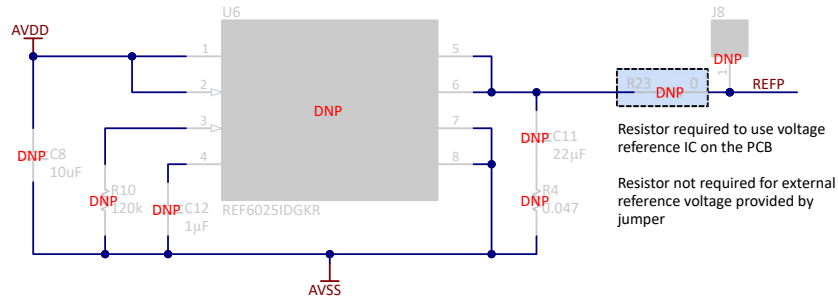 U6
J8
AVDD
1
5
DNP
2
6
DNP
R23
DNP
0
1
REFP
3
7
DNP
C11
22µF
Resistor required to use voltage
reference IC on the PCB
DNP
C8
10uF
4
8
DNP
R10
120k
DNP
C12
1µF
REF6025IDGKR
DNP
R4
0.047
Resistor not required for external
reference voltage provided by
jumper
AVSS